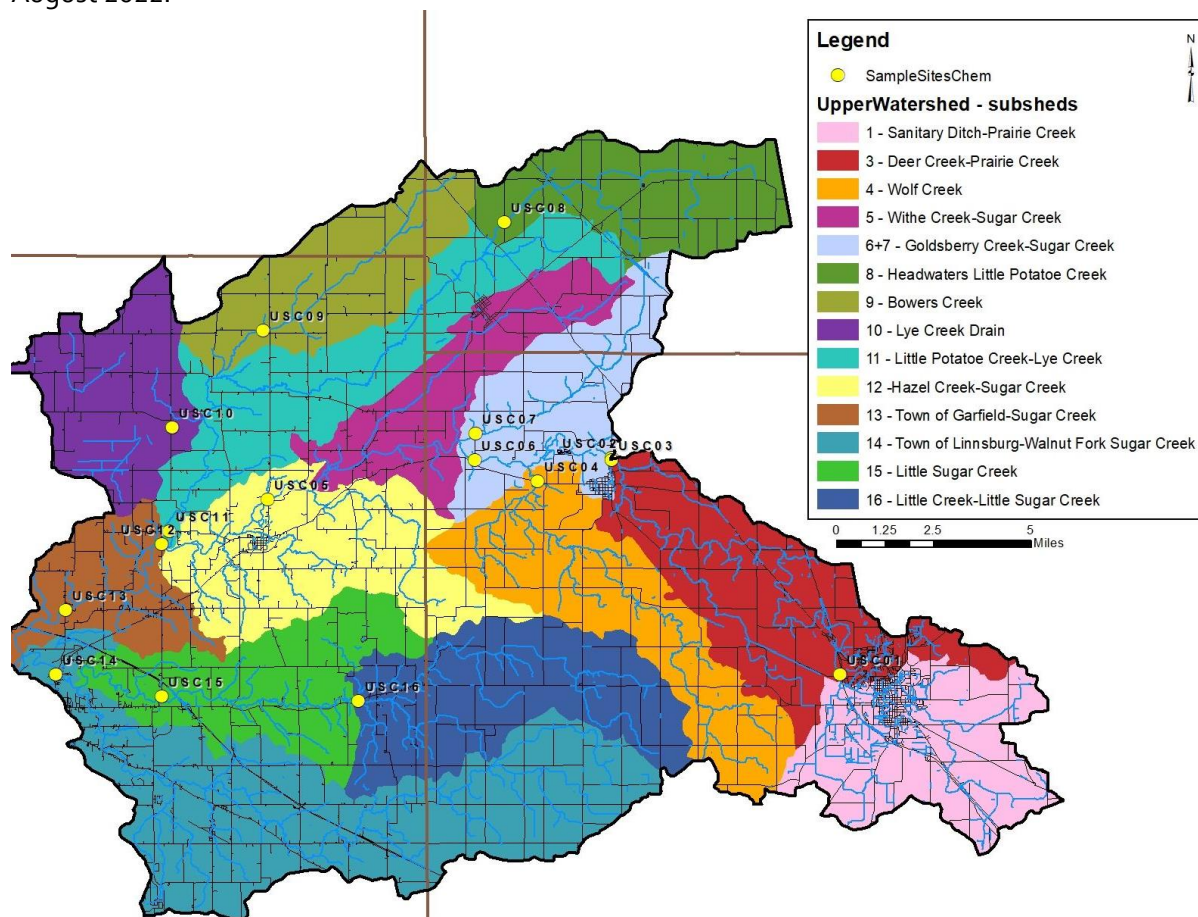 August 2022.
Legend
N
SampleSitesChem
UpperWatershed - subsheds
1 - Sanitary Ditch-Prairie Creek
3 - Deer Creek-Prairie Creek
4 - Wolf Creek
5 - Withe Creek-Sugar Creek
6+7 - Goldsberry Creek-Sugar Creek
8 - Headwaters Little Potatoe Creek
9 - Bowers Creek
10 - Lye Creek Drain
11 - Little Potatoe Creek-Lye Creek
12 -Hazel Creek-Sugar Creek
13 - Town of Garfield-Sugar Creek
14 - Town of Linnsburg-Walnut Fork Sugar Creek
15 - Little Sugar Creek
16 - Little Creek-Little Sugar Creek
0 1.25 2.5 5
Miles
USC08
USC09
USC10
USC07
USC06
USC02
USC03
USC04
USC05
USC11
USC12
USC13
USC14
USC15
USC16
USC01